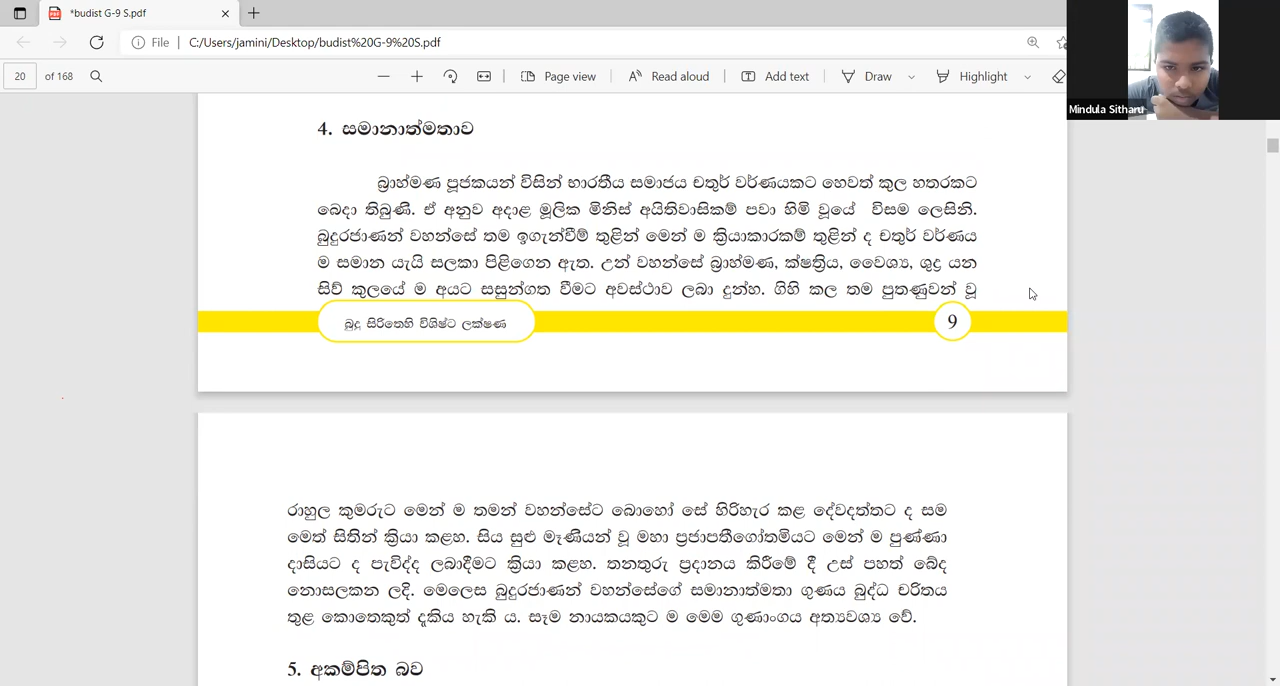 *budist G-9 S.pdf
File C:/Users/jamini/Desktop/budist%20G-9%20S.pdf
20 of 168 Page view Read aloud Add text Draw Highlight
Mindula Sitharu
4. සමානාත්මතාව
බ්‍රාහ්මණ පූජකයන් විසින් භාරතීය සමාජය චතුර් වර්ණයකට හෙවත් කුල හතරකට
බෙදා තිබුණි. ඒ අනුව අදාළ මූලික මිනිස් අයිතිවාසිකම් පවා හිමි වූයේ විසම ලෙසිනි.
බුදුරජාණන් වහන්සේ තම ඉගැන්වීම් තුළින් මෙන් ම ක්‍රියාකාරකම් තුළින් ද චතුර් වර්ණය
ම සමාන යැයි සලකා පිළිගෙන ඇත. උන් වහන්සේ බ්‍රාහ්මණ, ක්ෂත්‍රිය, වෛශ්‍ය, ශුද්‍ර යන
සිව් කුලයේ ම අයට සසුන්ගත වීමට අවස්ථාව ලබා දුන්හ. ගිහි කල තම පුතණුවන් වූ
බුදු සිරිතෙහි විශිෂ්ට ලක්ෂණ 9
රාහුල කුමරුට මෙන් ම තමන් වහන්සේට බොහෝ සේ හිරිහැර කළ දේවදත්තට ද සම
මෙත් සිතින් ක්‍රියා කළහ. සිය සුළු මෑණියන් වූ මහා ප්‍රජාපතීගෝතමියට මෙන් ම පුණ්ණා
දාසියට ද පැවිද්ද ලබාදීමට ක්‍රියා කළහ. තනතුරු ප්‍රදානය කිරීමේ දී උස් පහත් බේද
නොසලකන ලදි. මෙලෙස බුදුරජාණන් වහන්සේගේ සමානාත්මතා ගුණය බුද්ධ චරිතය
තුළ කොතෙකුත් දැකිය හැකි ය. සෑම නායකයකුට ම මෙම ගුණාංගය අත්‍යවශ්‍ය වේ.
5. අකම්පිත බව